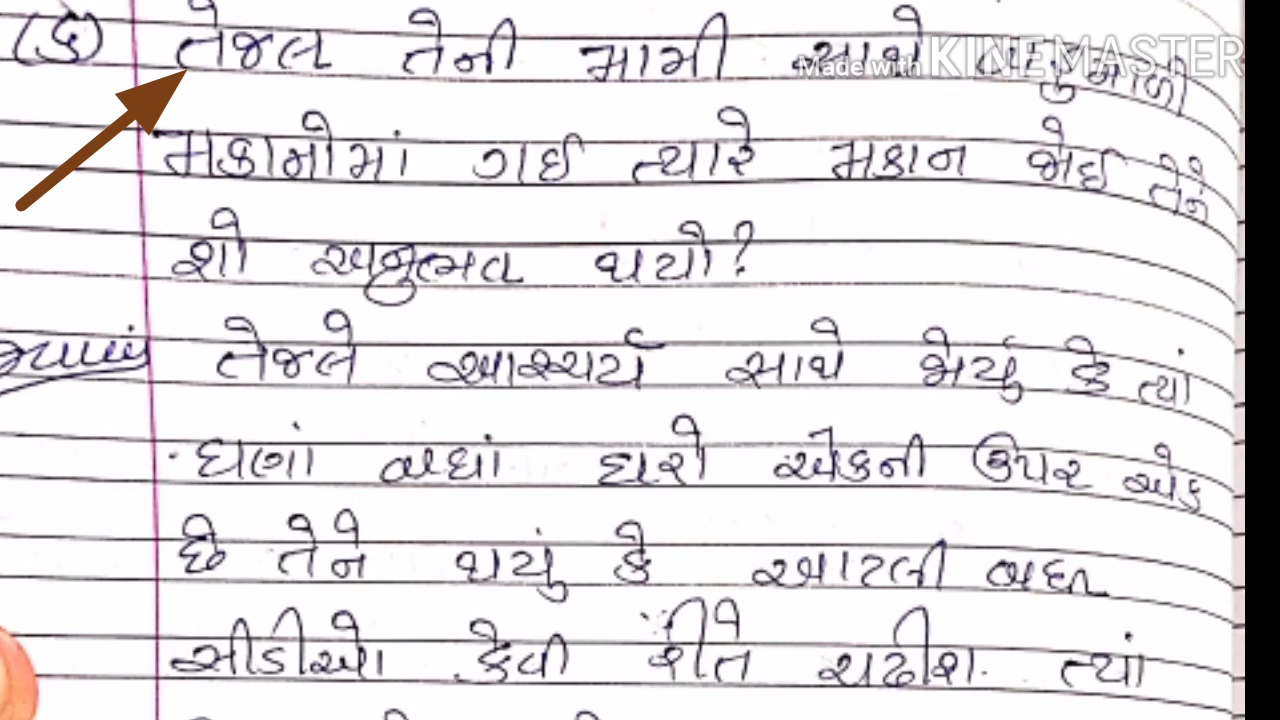 (ઙ) તેજલ તેની મામી સાથે બહુમાળી
Made with KINEMASTER
મકાનોમાં ગઈ ત્યારે મકાન જોઈ તેને
શો અનુભવ થયો?
જવાબ તેજલે આશ્ચર્ય સાથે જોયું કે ત્યાં
ઘણાં બધાં ઘરો એકની ઉપર એક
છે તેને થયું કે આટલી બધી
સીડીઓ કેવી રીતે ચઢીશ. ત્યાં